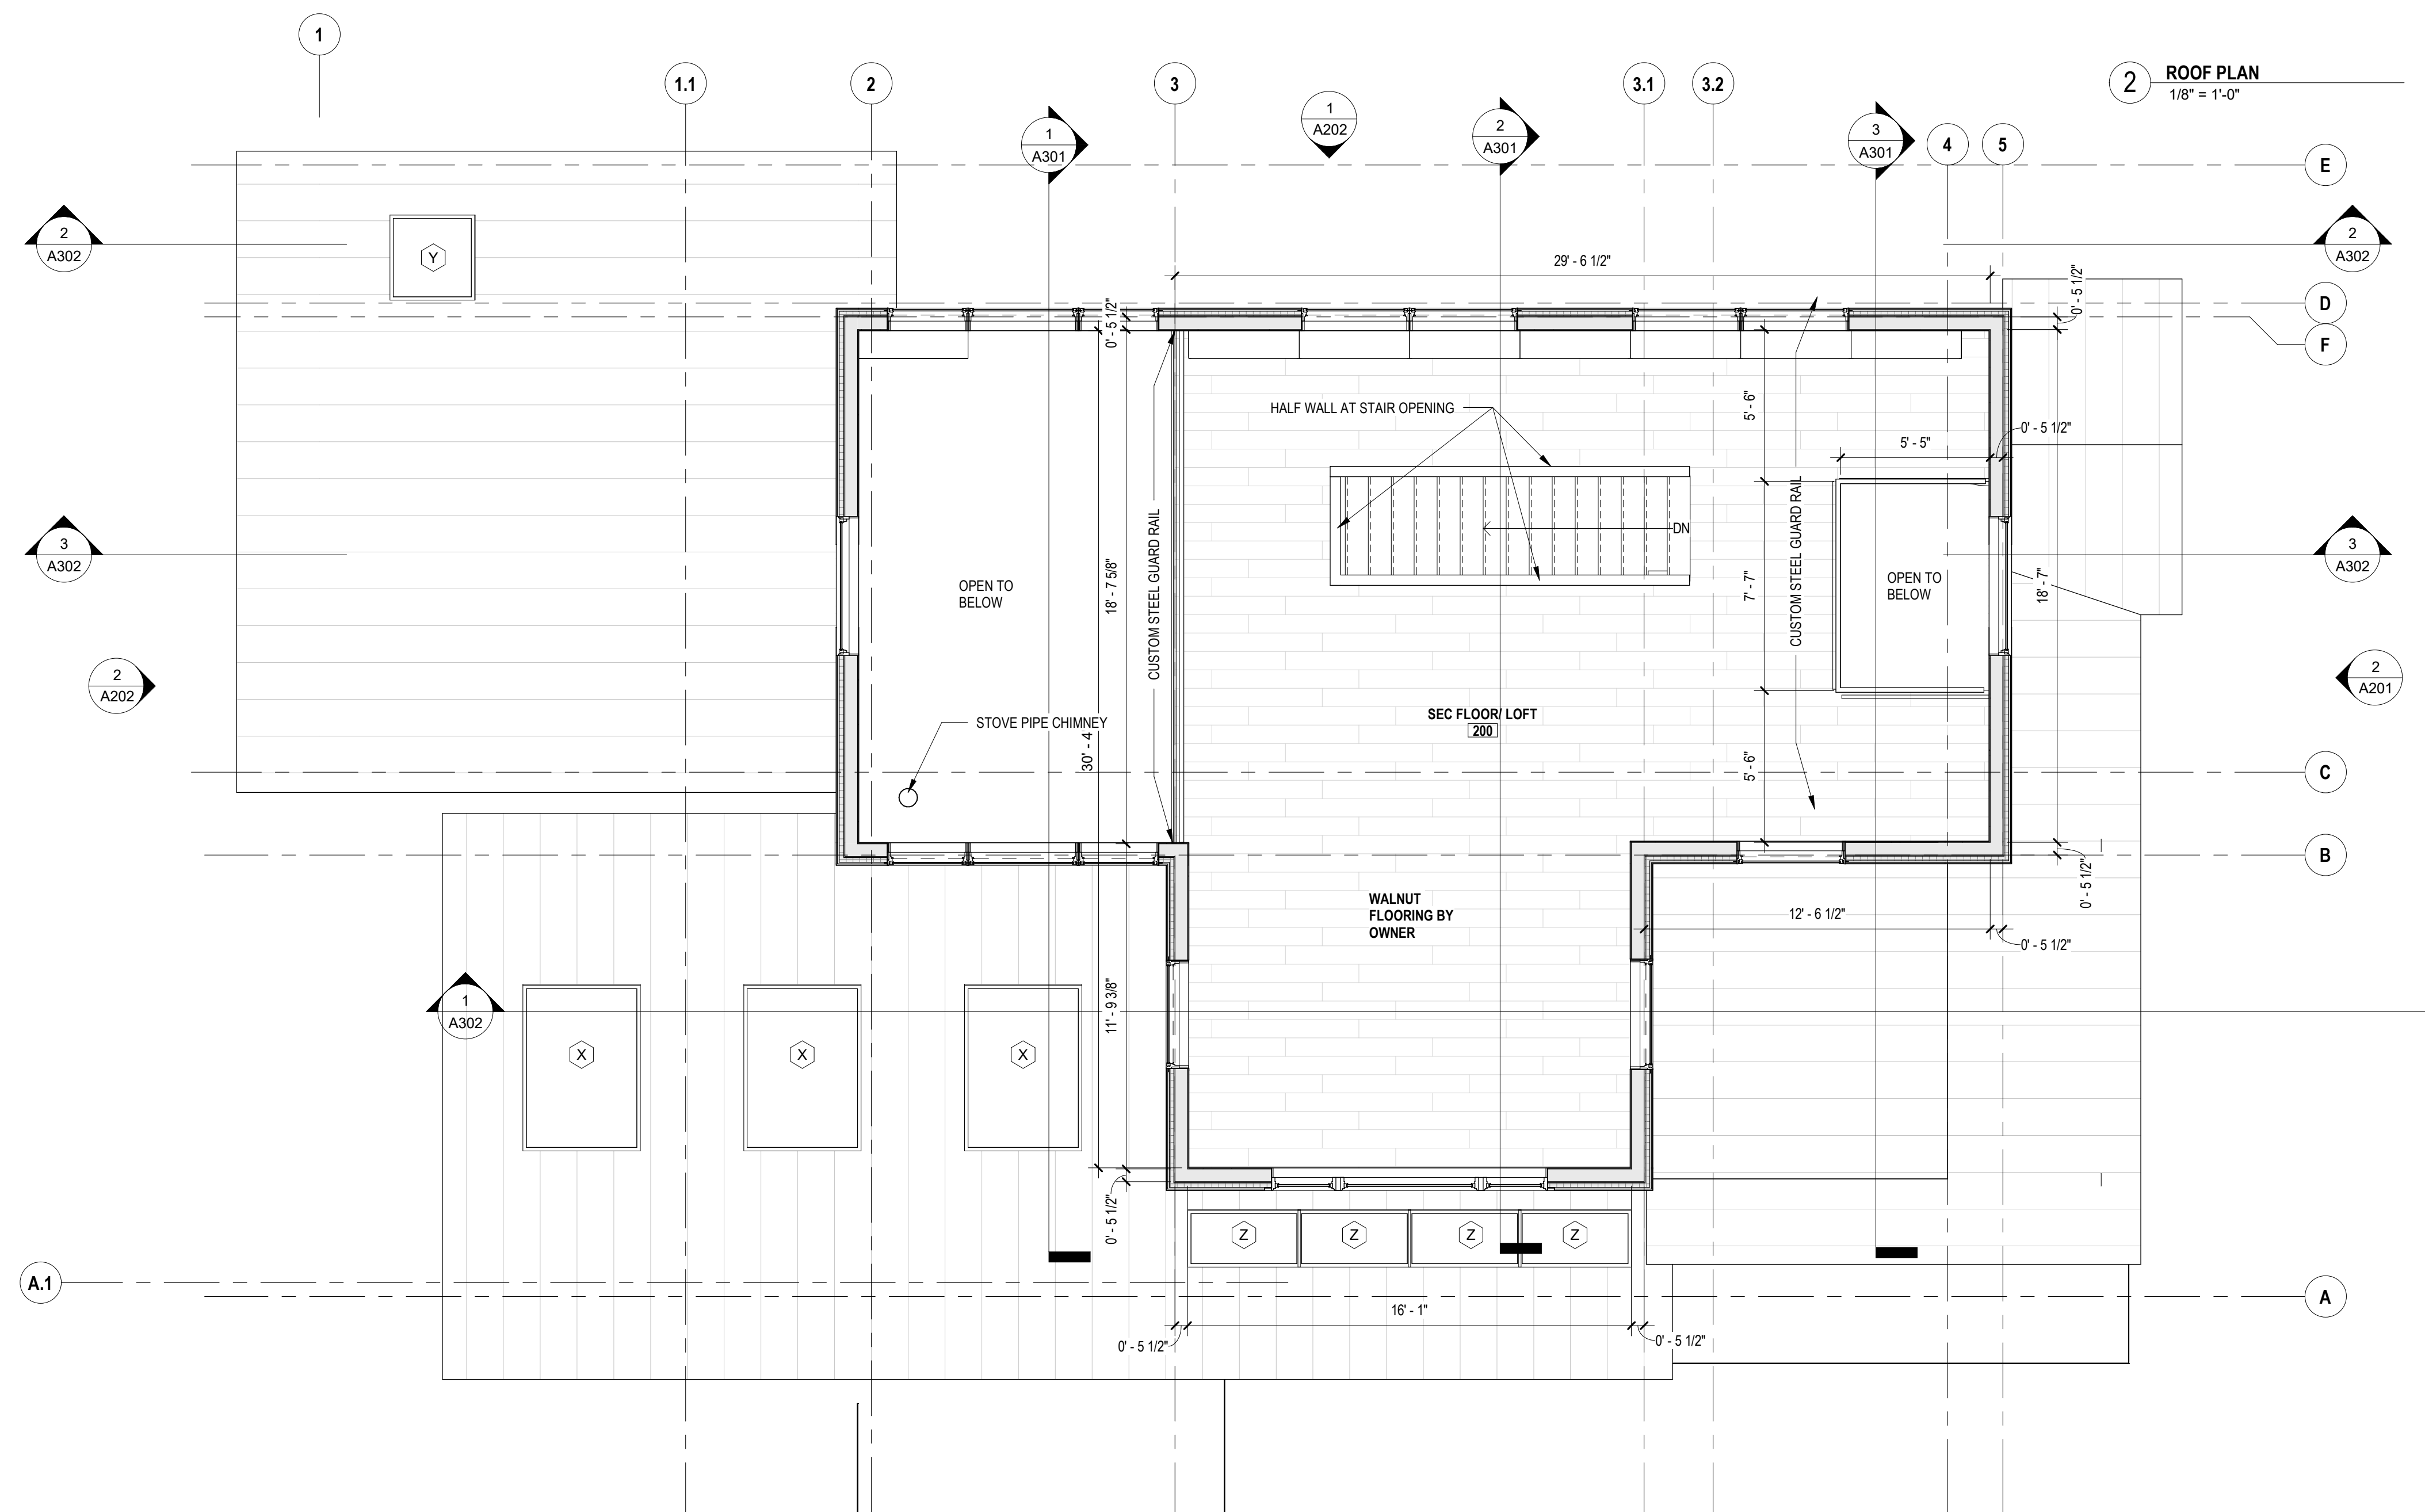 1
1.1
2
3
3.1
3.2
4
5
2
ROOF PLAN
1/8" = 1'-0"
1
A301
1
A202
2
A301
3
A301
E
2
A302
2
A302
Y
29' - 6 1/2"
0' - 5 1/2"
0' - 5 1/2"
D
F
HALF WALL AT STAIR OPENING
5' - 6"
5' - 5"
0' - 5 1/2"
CUSTOM STEEL GUARD RAIL
CUSTOM STEEL GUARD RAIL
DN
3
A302
3
A302
OPEN TO
BELOW
18' - 7 5/8"
7' - 7"
OPEN TO
BELOW
18' - 7"
2
A202
2
A201
STOVE PIPE CHIMNEY
30' - 4
SEC FLOOR/ LOFT
200
5' - 6"
C
B
WALNUT
FLOORING BY
OWNER
12' - 6 1/2"
0' - 5 1/2"
0' - 5 1/2"
11' - 9 3/8"
1
A302
X
X
X
0' - 5 1/2"
Z
Z
Z
Z
A.1
A
16' - 1"
0' - 5 1/2"
0' - 5 1/2"